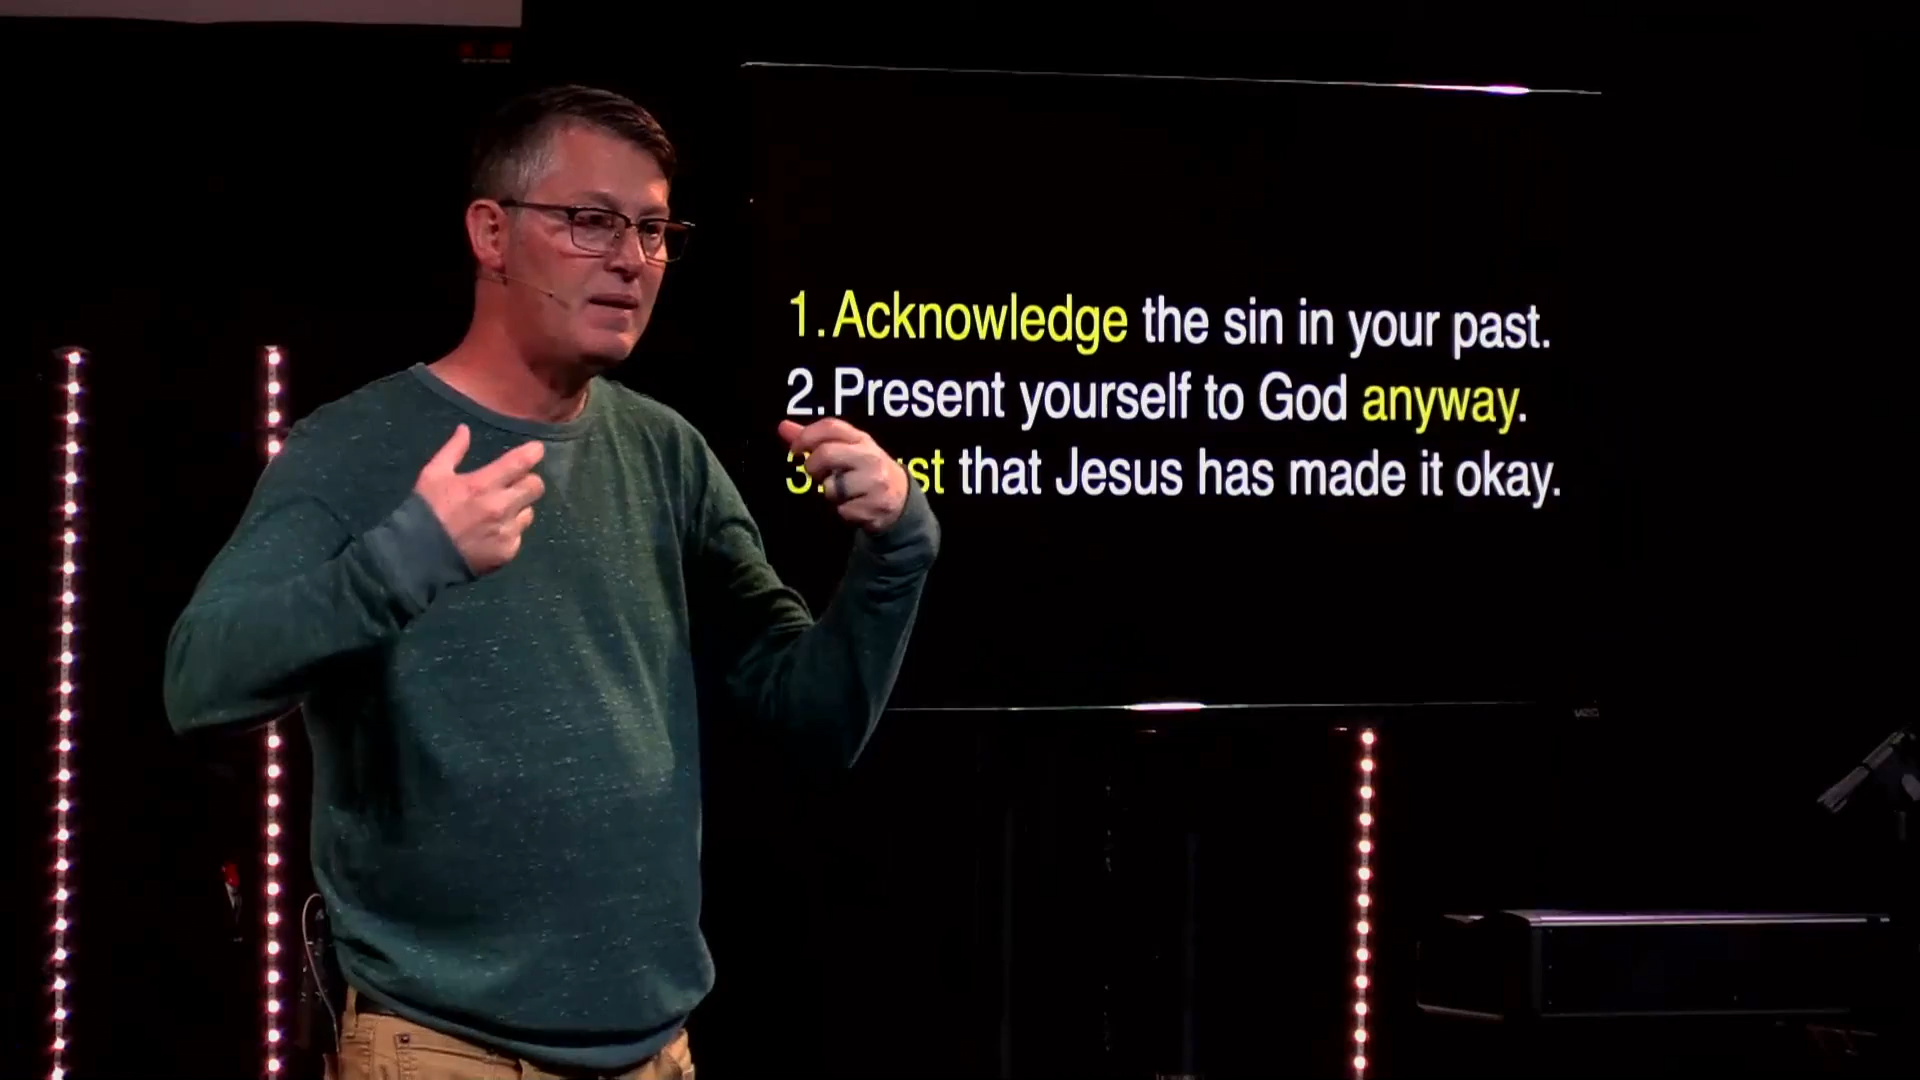 1. Acknowledge the sin in your past.
2. Present yourself to God anyway.
3. that Jesus has made it okay.